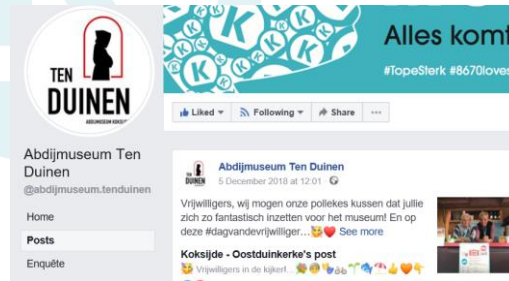 Alles komt
#TopeSterk #8670loves
TEN
DUINEN
ABDIJMUSEUM KOKSIJDE
Liked Following Share ...
Abdijmuseum Ten
Duinen
@abdijmuseum.tenduinen
Home
Posts
Enquête
Abdijmuseum Ten Duinen
5 December 2018 at 12:01
Vrijwilligers, wij mogen onze pollekes kussen dat jullie
zich zo fantastisch inzetten voor het museum! En op
deze #dagvandevrijwilliger...🥳❤️ See more
Koksijde - Oostduinkerke's post
Vrijwilligers in de kijkert...